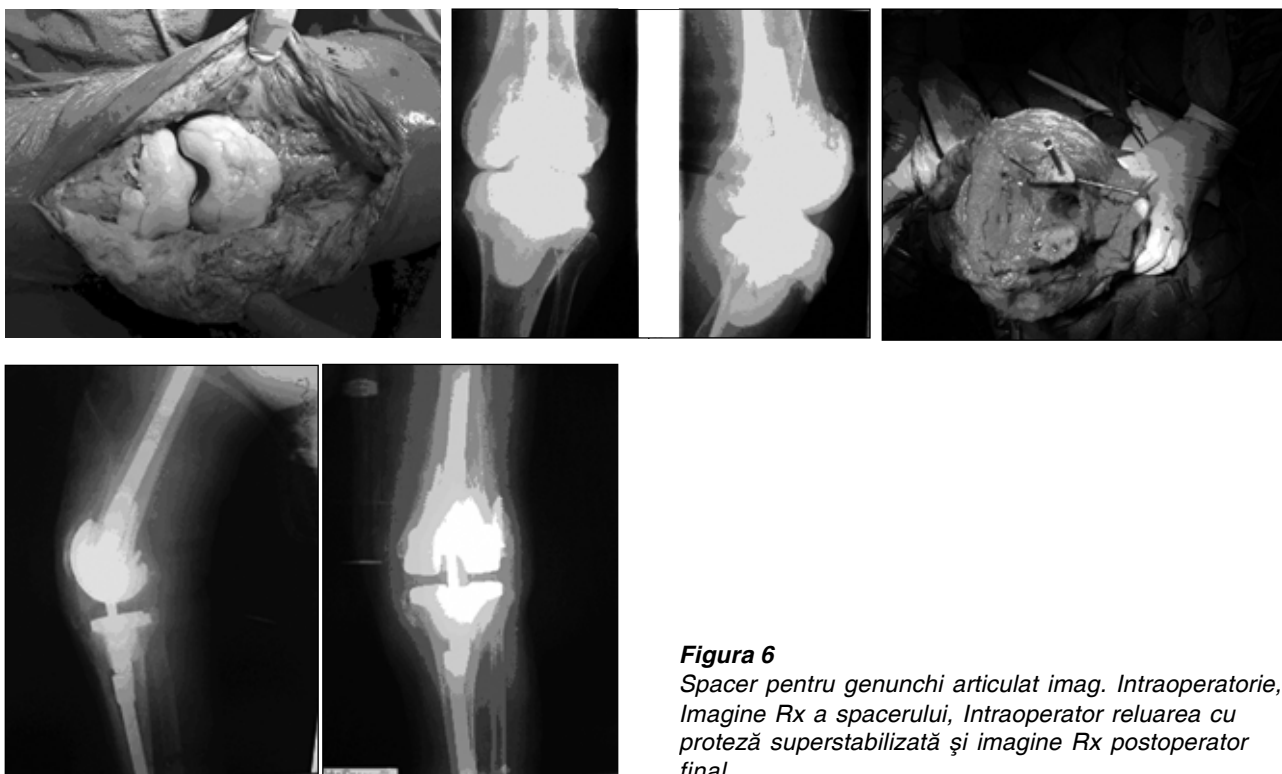 Figura 6
Spacer pentru genunchi articulat imag. Intraoperatorie,
Imagine Rx a spacerului, Intraoperator reluarea cu
proteză superstabilizată şi imagine Rx postoperator
final